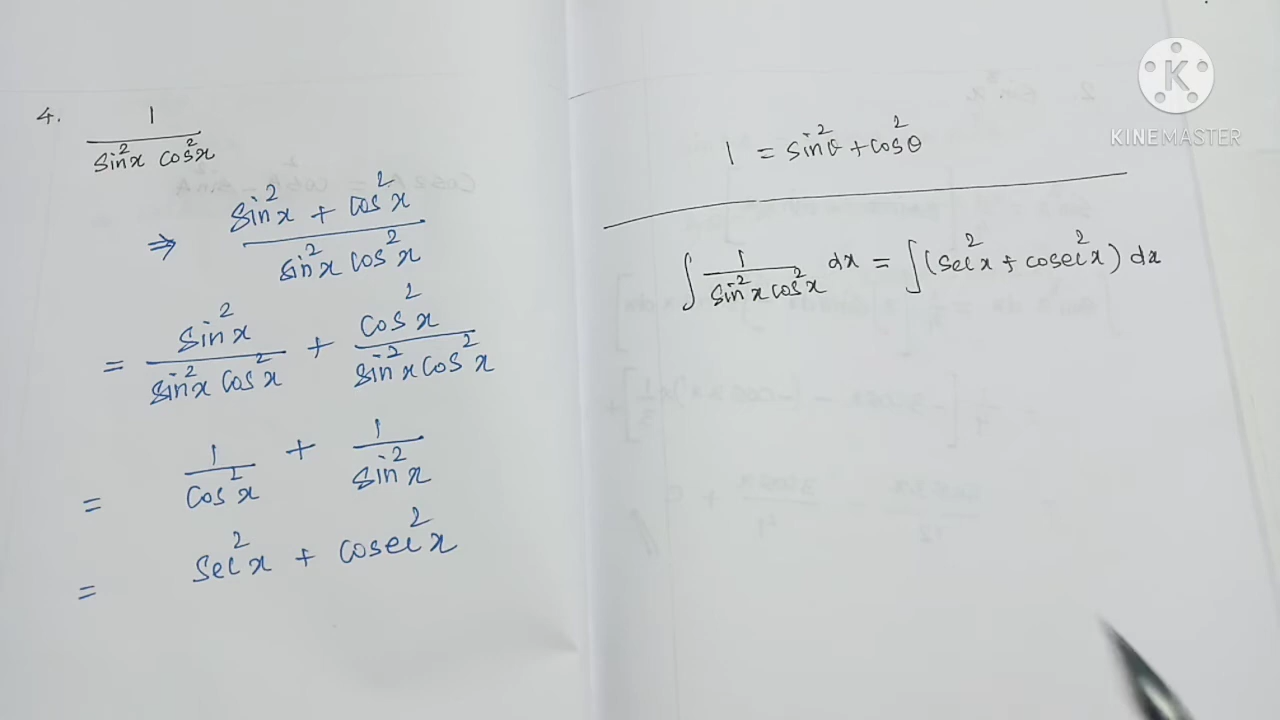 4. 1/(sin²x cos²x)
⇒ (sin²x + cos²x)/(sin²x cos²x)
= sin²x/(sin²x cos²x) + cos²x/(sin²x cos²x)
= 1/cos²x + 1/sin²x
= sec²x + cosec²x
1 = sin²θ + cos²θ
∫ 1/(sin²x cos²x) dx = ∫(sec²x + cosec²x) dx
K
KINEMASTER